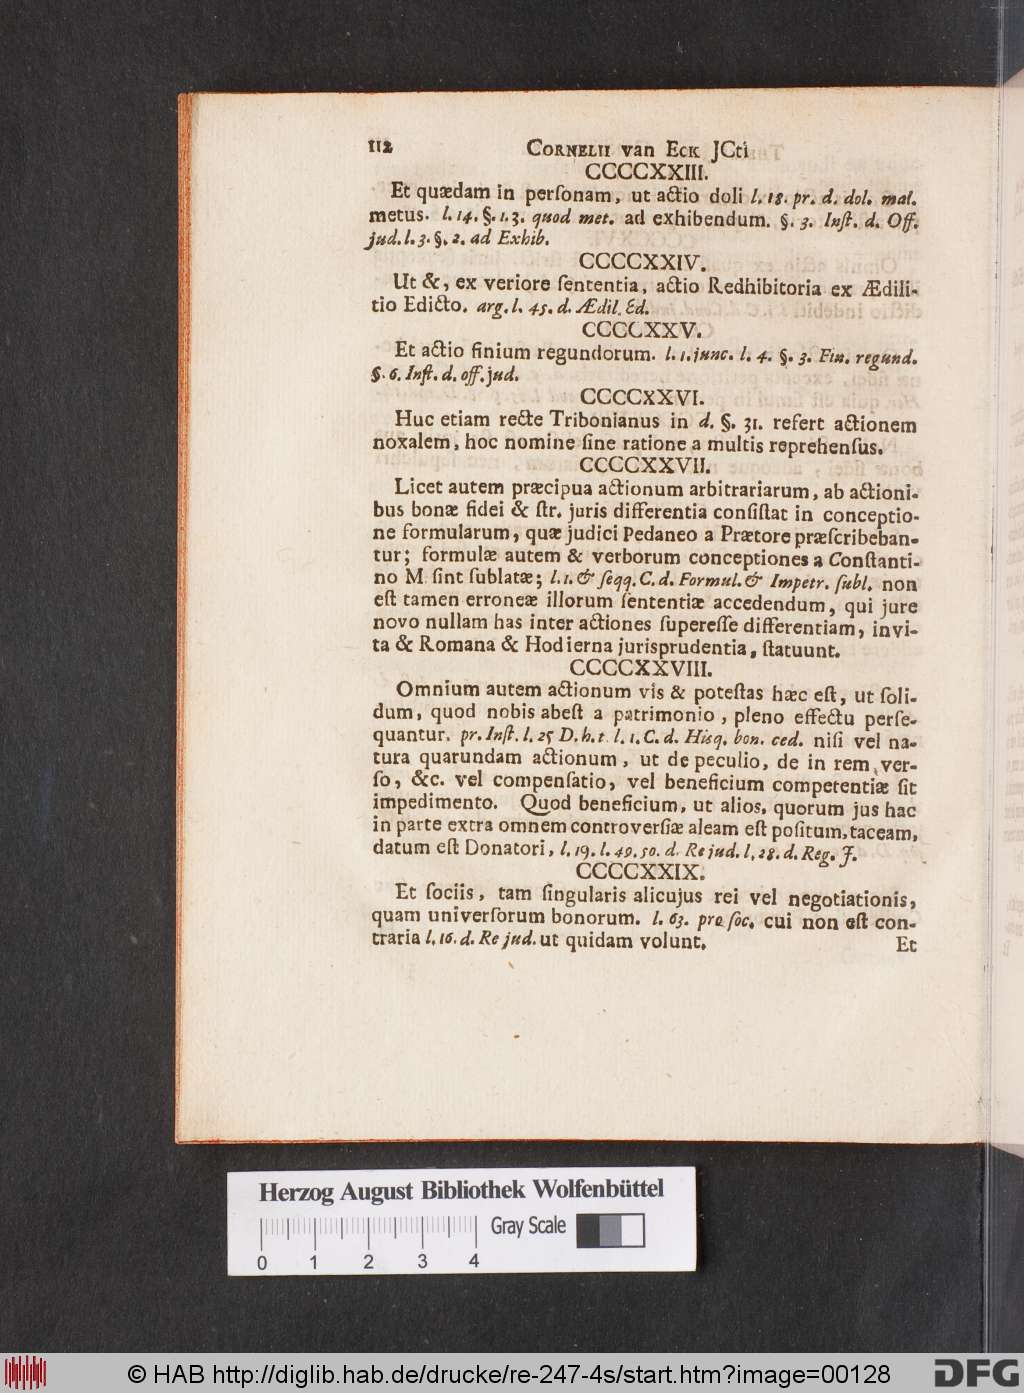 112 CORNELII van ECK JCti
CCCCXXIII.
Et quædam in perſonam, ut actio doli l. 18. pr. d. dol. mal.
metus. l. 14. §. 1. 3. quod met. ad exhibendum. §. 3. Inſt. d. Off.
jud. l. 3. §. 2. ad Exhib.
CCCCXXIV.
Ut &, ex veriore ſententia, actio Redhibitoria ex Ædili-
tio Edicto. arg. l. 45. d. Ædil. Ed.
CCCCXXV.
Et actio finium regundorum. l. 1. junc. l. 4. §. 3. Fin. regund.
§. 6. Inſt. d. off. jud.
CCCCXXVI.
Huc etiam recte Tribonianus in d. §. 31. refert actionem
noxalem, hoc nomine ſine ratione a multis reprehenſus.
CCCCXXVII.
Licet autem præcipua actionum arbitrariarum, ab actioni-
bus bonæ fidei & ſtr. juris differentia conſiſtat in conceptio-
ne formularum, quæ judici Pedaneo a Prætore præſcribeban-
tur; formulæ autem & verborum conceptiones a Conſtanti-
no M ſint ſublatæ; l. 1. & ſeqq. C. d. Formul. & Impetr. ſubl. non
eſt tamen erroneæ illorum ſententiæ accedendum, qui jure
novo nullam has inter actiones ſupereſſe differentiam, invi-
ta & Romana & Hodierna jurisprudentia, ſtatuunt.
CCCCXXVIII.
Omnium autem actionum vis & poteſtas hæc eſt, ut ſoli-
dum, quod nobis abeſt a patrimonio, pleno effectu perſe-
quantur. pr. Inſt. l. 25 D. h. t. l. 1. C. d. Hisq. bon. ced. niſi vel na-
tura quarundam actionum, ut de peculio, de in rem ver-
ſo, &c. vel compenſatio, vel beneficium competentiæ ſit
impedimento. Quod beneficium, ut alios, quorum jus hac
in parte extra omnem controverſiæ aleam eſt poſitum, taceam,
datum eſt Donatori, l. 19. l. 49. 50. d. Re jud. l. 28. d. Reg. J.
CCCCXXIX.
Et ſociis, tam ſingularis alicujus rei vel negotiationis,
quam univerſorum bonorum. l. 63. pro ſoc. cui non eſt con-
traria l. 16. d. Re jud. ut quidam volunt.
Et
Herzog August Bibliothek Wolfenbüttel
Gray Scale
0 1 2 3 4
© HAB http://diglib.hab.de/drucke/re-247-4s/start.htm?image=00128
DFG